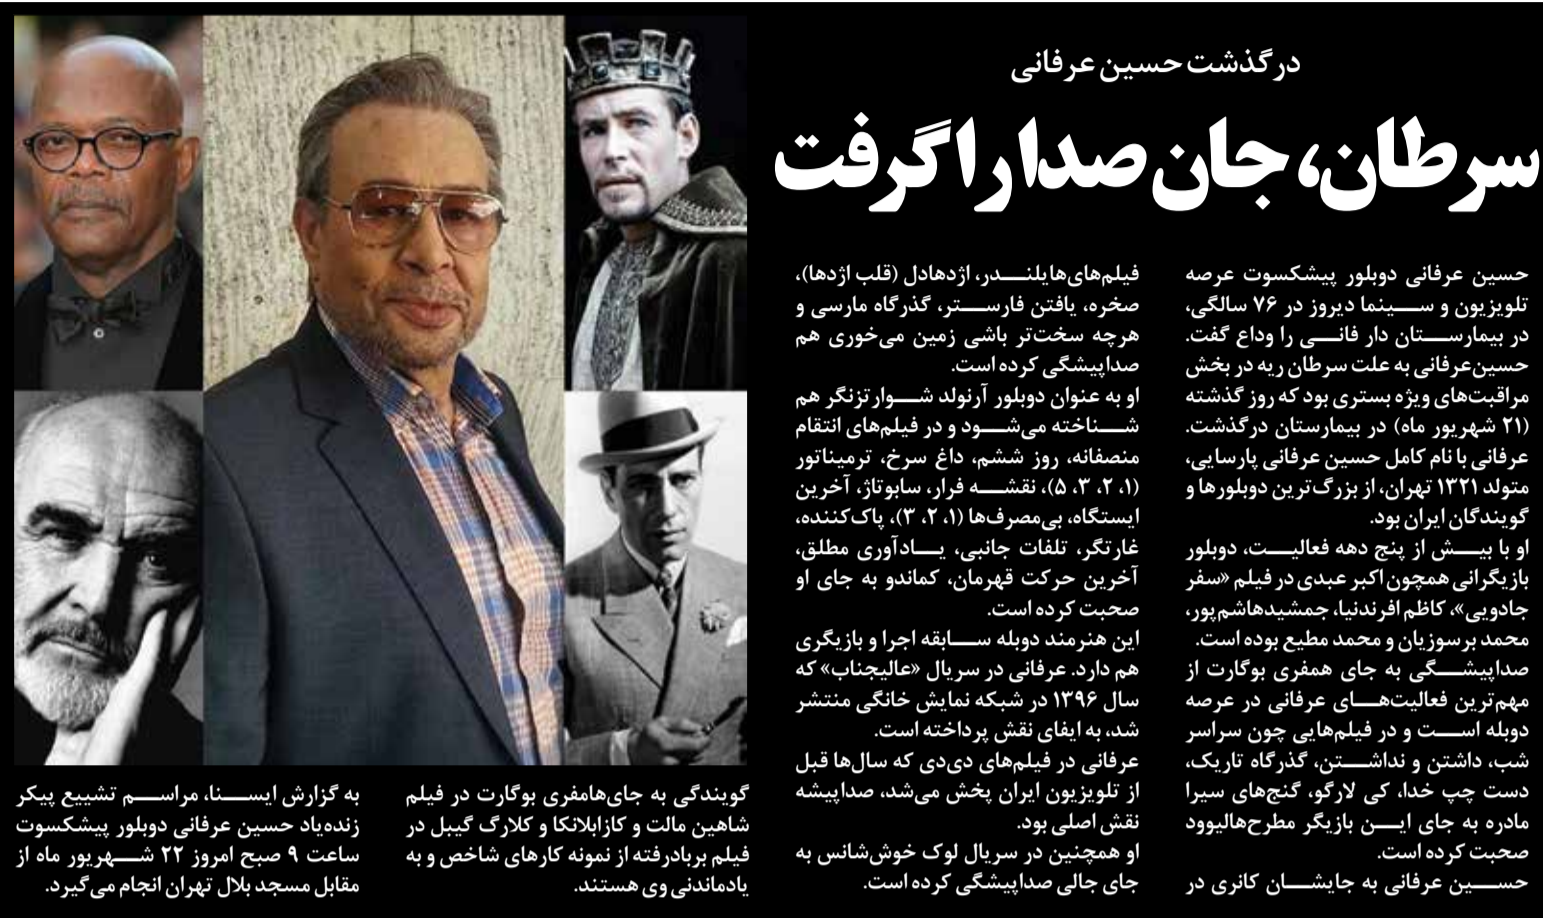 درگذشت حسین عرفانی
سرطان، جان صدا را گرفت
حسین عرفانی دوبلور پیشکسوت عرصه
تلویزیون و سینما دیروز در ۷۶ سالگی،
در بیمارستان دار فانی را وداع گفت.
حسین‌عرفانی به علت سرطان ریه در بخش
مراقبت‌های ویژه بستری بود که روز گذشته
(۲۱ شهریور ماه) در بیمارستان درگذشت.
عرفانی با نام کامل حسین عرفانی پارسایی،
متولد ۱۳۲۱ تهران، از بزرگ‌ترین دوبلورها و
گویندگان ایران بود.
او با بیش از پنج دهه فعالیت، دوبلور
بازیگرانی همچون اکبر عبدی در فیلم «سفر
جادویی»، کاظم افرندنیا، جمشیدهاشم‌پور،
محمد برسوزیان و محمد مطیع بوده است.
صداپیشگی به جای همفری بوگارت از
مهم‌ترین فعالیت‌های عرفانی در عرصه
دوبله است و در فیلم‌هایی چون سراسر
شب، داشتن و نداشتن، گذرگاه تاریک،
دست چپ خدا، کی لارگو، گنج‌های سیرا
مادره به جای این بازیگر مطرح‌هالیوود
صحبت کرده است.
حسین عرفانی به جایشان کانری در
فیلم‌های‌هایلندر، اژدهادل (قلب اژدها)،
صخره، یافتن فارستر، گذرگاه مارسی و
هرچه سخت‌تر باشی زمین می‌خوری هم
صداپیشگی کرده است.
او به عنوان دوبلور آرنولد شوارتزنگر هم
شناخته می‌شود و در فیلم‌های انتقام
منصفانه، روز ششم، داغ سرخ، ترمیناتور
(۱، ۲، ۳، ۵)، نقشه فرار، سابوتاژ، آخرین
ایستگاه، بی‌مصرف‌ها (۱، ۲، ۳)، پاک‌کننده،
غارتگر، تلفات جانبی، یادآوری مطلق،
آخرین حرکت قهرمان، کماندو به جای او
صحبت کرده است.
این هنرمند دوبله سابقه اجرا و بازیگری
هم دارد. عرفانی در سریال «عالیجناب» که
سال ۱۳۹۶ در شبکه نمایش خانگی منتشر
شد، به ایفای نقش پرداخته است.
عرفانی در فیلم‌های دی‌دی که سال‌ها قبل
از تلویزیون ایران پخش می‌شد، صداپیشه
نقش اصلی بود.
او همچنین در سریال لوک خوش‌شانس به
جای جالی صداپیشگی کرده است.
گویندگی به جای‌هامفری بوگارت در فیلم
شاهین مالت و کازابلانکا و کلارگ گیبل در
فیلم بربادرفته از نمونه کارهای شاخص و به
یادماندنی وی هستند.
به گزارش ایسنا، مراسم تشییع پیکر
زنده‌یاد حسین عرفانی دوبلور پیشکسوت
ساعت ۹ صبح امروز ۲۲ شهریور ماه از
مقابل مسجد بلال تهران انجام می‌گیرد.